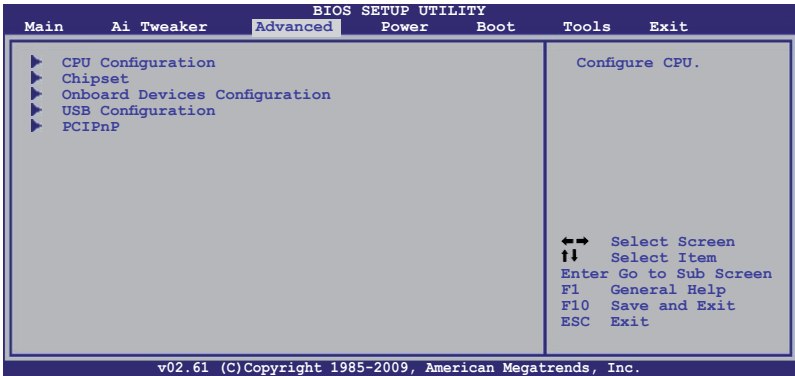 BIOS SETUP UTILITY
Main Ai Tweaker Advanced Power Boot Tools Exit
CPU Configuration
Chipset
Onboard Devices Configuration
USB Configuration
PCIPnP
Configure CPU.
←→ Select Screen
↑↓ Select Item
Enter Go to Sub Screen
F1 General Help
F10 Save and Exit
ESC Exit
v02.61 (C)Copyright 1985-2009, American Megatrends, Inc.